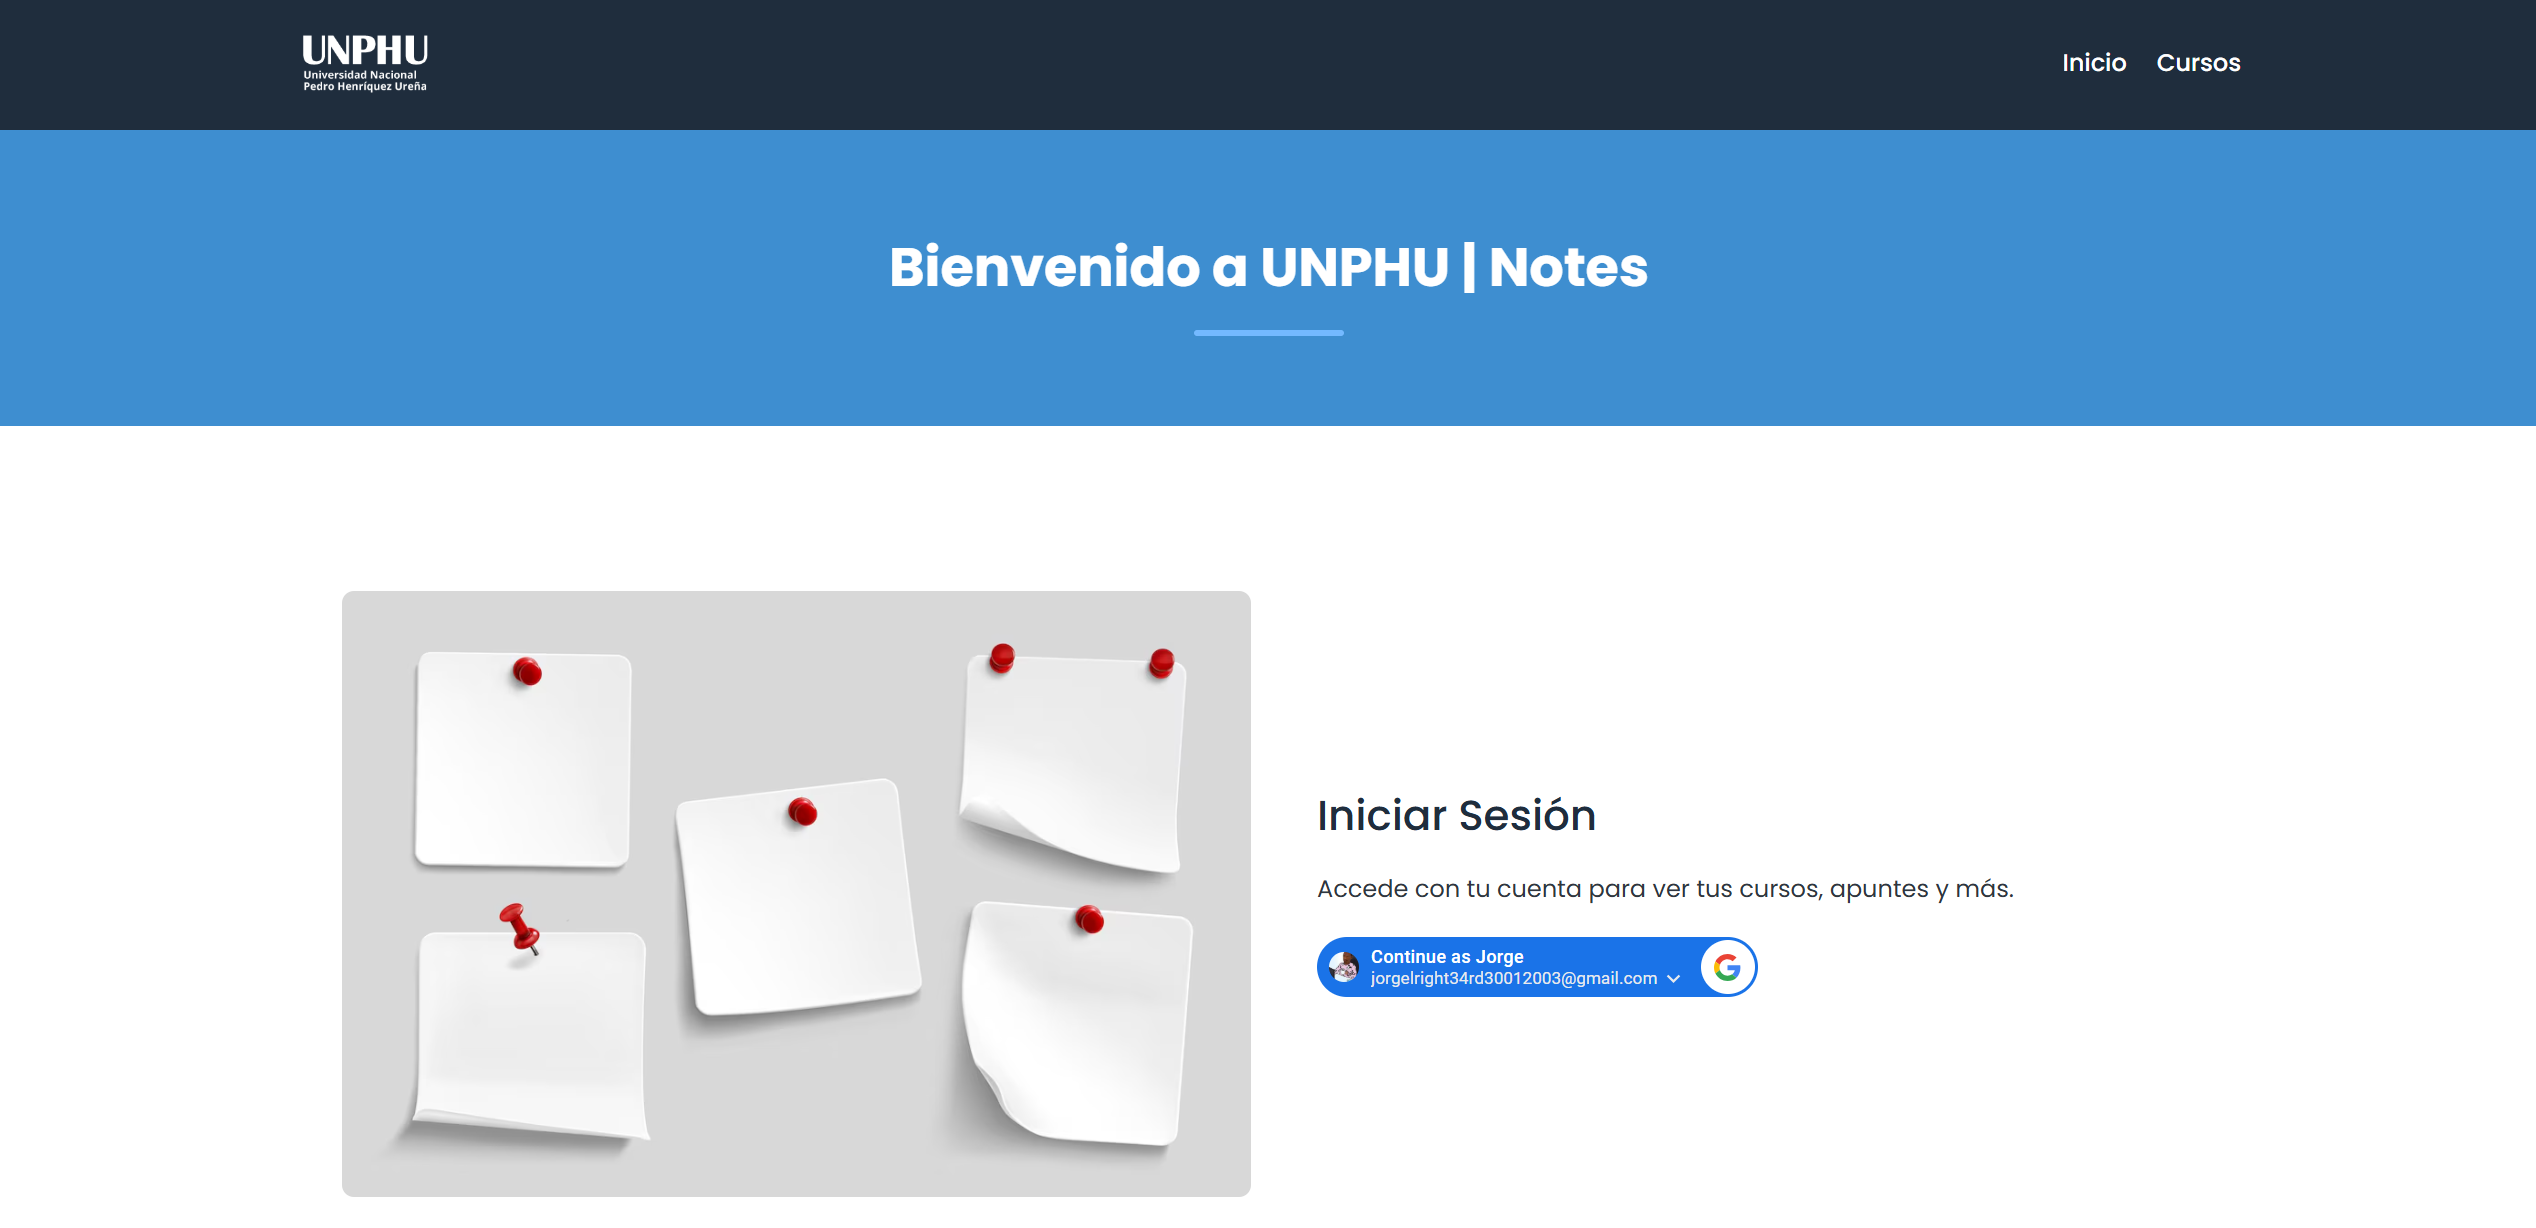 UNPHU
Universidad Nacional
Pedro Henríquez Ureña
Inicio
Cursos
Bienvenido a UNPHU | Notes
Iniciar Sesión
Accede con tu cuenta para ver tus cursos, apuntes y más.
Continue as Jorge
jorgelright34rd30012003@gmail.com